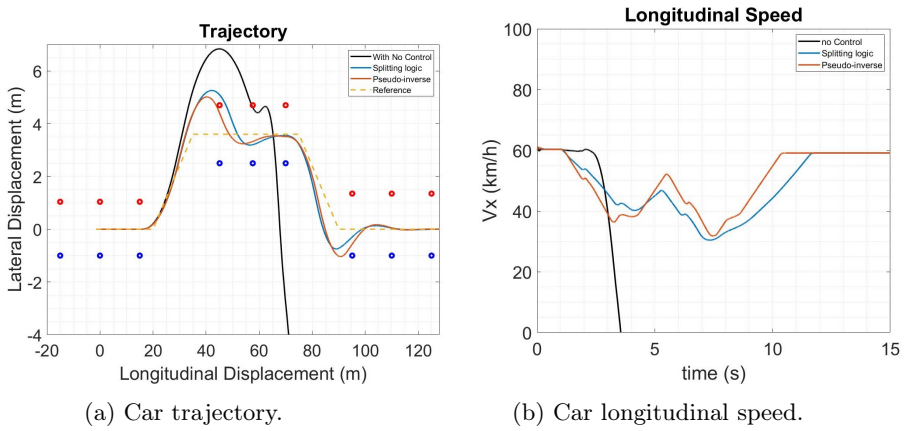 Trajectory
With No Control
Splitting logic
Pseudo-inverse
Reference
Lateral Displacement (m)
6
4
2
0
-2
-4
-20 0 20 40 60 80 100 120
Longitudinal Displacement (m)
(a) Car trajectory.
Longitudinal Speed
no Control
Splitting logic
Pseudo-inverse
Vx (km/h)
100
80
60
40
20
0
0 5 10 15
time (s)
(b) Car longitudinal speed.